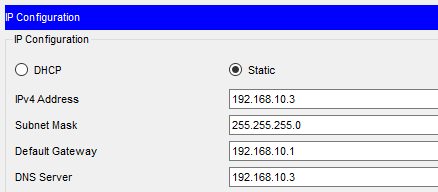 IP Configuration
IP Configuration
DHCP Static
IPv4 Address 192.168.10.3
Subnet Mask 255.255.255.0
Default Gateway 192.168.10.1
DNS Server 192.168.10.3